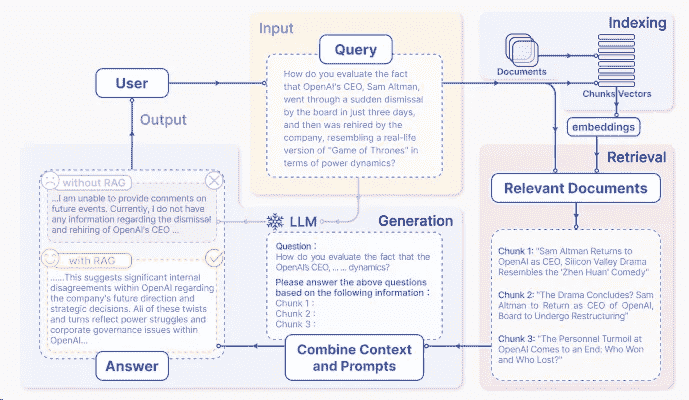 Input
Indexing
Query
User
Documents
Chunks
Vectors
How do you evaluate the fact
that OpenAI's CEO, Sam Altman,
went through a sudden dismissal
by the board in just three days,
and then was rehired by the
company, resembling a real-life
version of "Game of Thrones" in
terms of power dynamics?
embeddings
Output
Retrieval
without RAG
Relevant Documents
...I am unable to provide comments on
future events. Currently, I do not have
any information regarding the dismissal
and rehiring of OpenAI's CEO ...
LLM
Generation
Question :
How do you evaluate the fact that the
OpenAI's CEO, ... ... dynamics?
Please answer the above questions
based on the following information :
Chunk 1 :
Chunk 2 :
Chunk 3 :
Chunk 1: "Sam Altman Returns to
OpenAI as CEO, Silicon Valley Drama
Resembles the 'Zhen Huan' Comedy"
Chunk 2: "The Drama Concludes? Sam
Altman to Return as CEO of OpenAI,
Board to Undergo Restructuring"
Chunk 3: "The Personnel Turmoil at
OpenAI Comes to an End: Who Won
and Who Lost?"
with RAG
......This suggests significant internal
disagreements within OpenAI regarding
the company's future direction and
strategic decisions. All of these twists
and turns reflect power struggles and
corporate governance issues within
OpenAI...
Answer
Combine Context
and Prompts